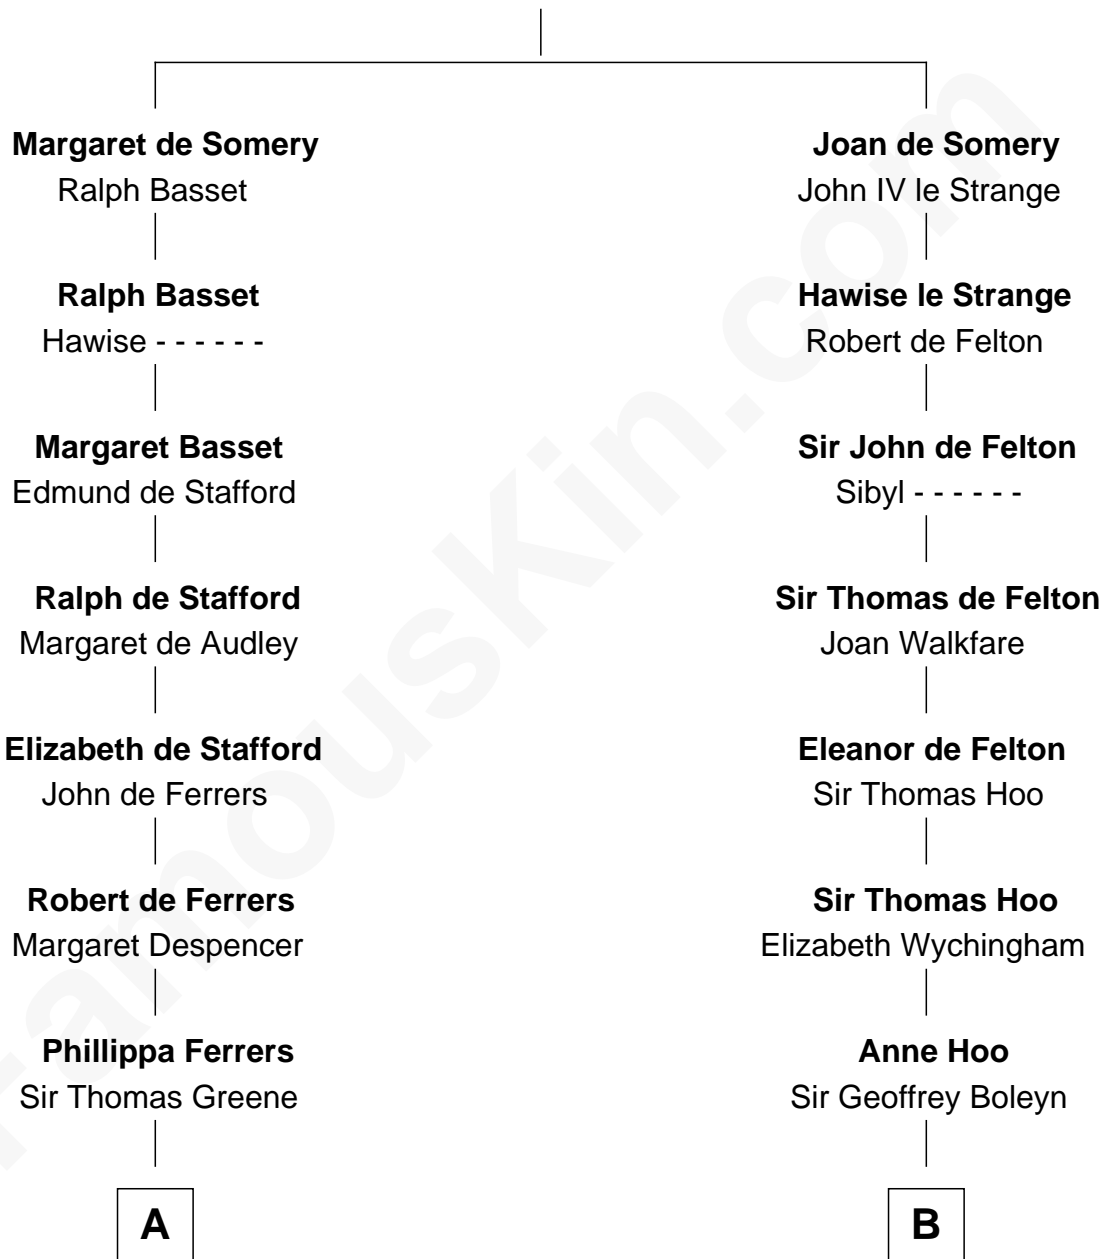 Margaret de Somery
Ralph Basset
Ralph Basset
Hawise - - - - - -
Margaret Basset
Edmund de Stafford
Ralph de Stafford
Margaret de Audley
Elizabeth de Stafford
John de Ferrers
Robert de Ferrers
Margaret Despencer
Phillippa Ferrers
Sir Thomas Greene
A
Joan de Somery
John IV le Strange
Hawise le Strange
Robert de Felton
Sir John de Felton
Sibyl - - - - - -
Sir Thomas de Felton
Joan Walkfare
Eleanor de Felton
Sir Thomas Hoo
Sir Thomas Hoo
Elizabeth Wychingham
Anne Hoo
Sir Geoffrey Boleyn
B
FamousKin.com